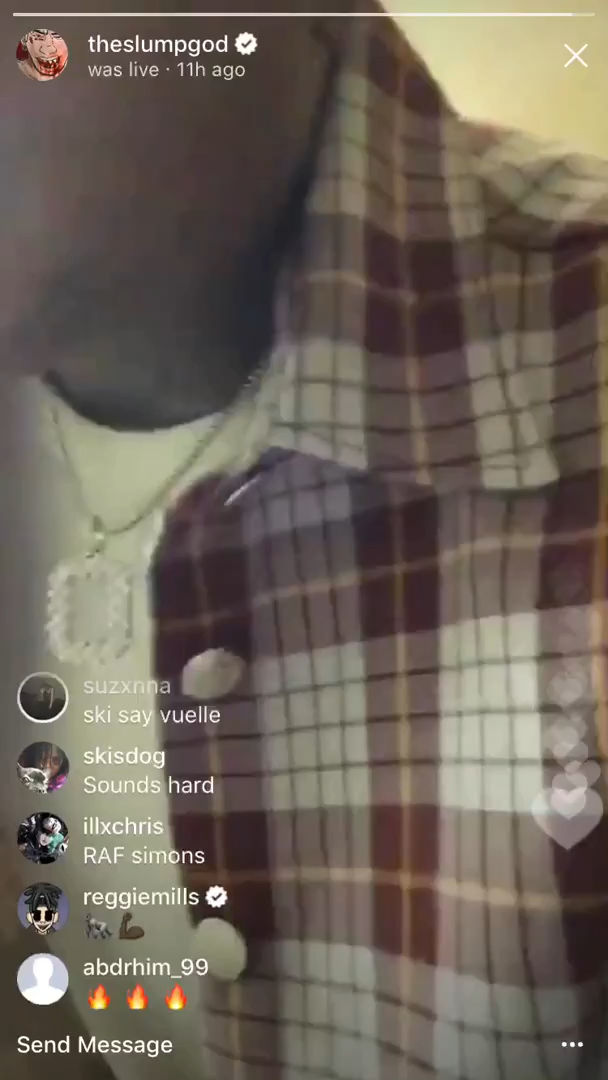 theslumpgod
was live · 11h ago
suzxnna
ski say vuelle
skisdog
Sounds hard
illxchris
RAF simons
reggiemills
🦍💪🏿
abdrhim_99
🔥 🔥 🔥
Send Message